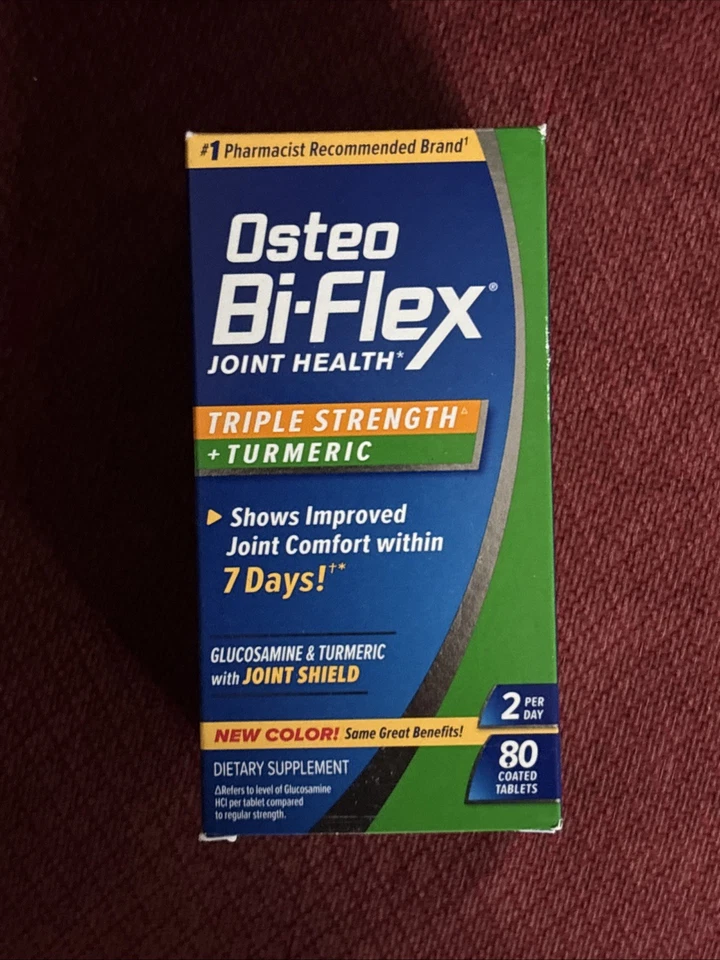 #1 Pharmacist Recommended Brand†
Osteo
Bi-Flex®
JOINT HEALTH*
TRIPLE STRENGTH△
+ TURMERIC
Shows Improved
Joint Comfort within
7 Days!†*
GLUCOSAMINE & TURMERIC
with JOINT SHIELD
2 PER
DAY
NEW COLOR! Same Great Benefits!
80
COATED
TABLETS
DIETARY SUPPLEMENT
△Refers to level of Glucosamine
HCl per tablet compared
to regular strength.